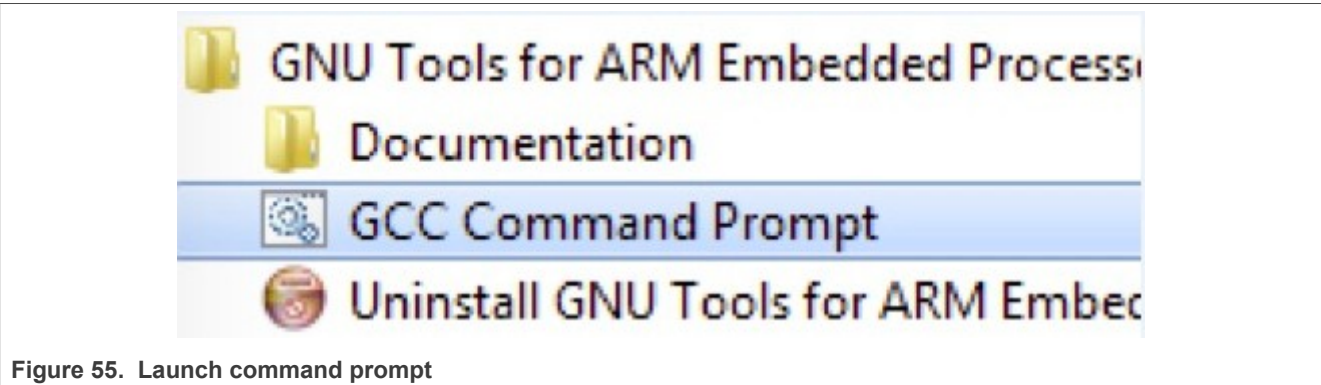 GNU Tools for ARM Embedded Process
Documentation
GCC Command Prompt
Uninstall GNU Tools for ARM Embec
Figure 55. Launch command prompt